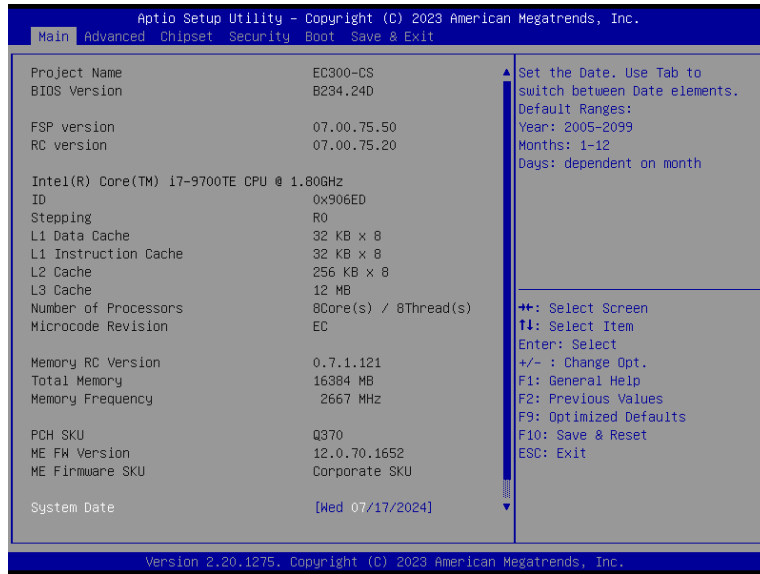 Aptio Setup Utility – Copyright (C) 2023 American Megatrends, Inc.
Main Advanced Chipset Security Boot Save & Exit
Project Name EC300-CS
BIOS Version B234.24D
FSP version 07.00.75.50
RC version 07.00.75.20
Intel(R) Core(TM) i7-9700TE CPU @ 1.80GHz
ID 0x906ED
Stepping R0
L1 Data Cache 32 KB x 8
L1 Instruction Cache 32 KB x 8
L2 Cache 256 KB x 8
L3 Cache 12 MB
Number of Processors 8Core(s) / 8Thread(s)
Microcode Revision EC
Memory RC Version 0.7.1.121
Total Memory 16384 MB
Memory Frequency 2667 MHz
PCH SKU Q370
ME FW Version 12.0.70.1652
ME Firmware SKU Corporate SKU
System Date [Wed 07/17/2024]
Set the Date. Use Tab to
switch between Date elements.
Default Ranges:
Year: 2005-2099
Months: 1-12
Days: dependent on month
→←: Select Screen
↑↓: Select Item
Enter: Select
+/- : Change Opt.
F1: General Help
F2: Previous Values
F9: Optimized Defaults
F10: Save & Reset
ESC: Exit
Version 2.20.1275. Copyright (C) 2023 American Megatrends, Inc.